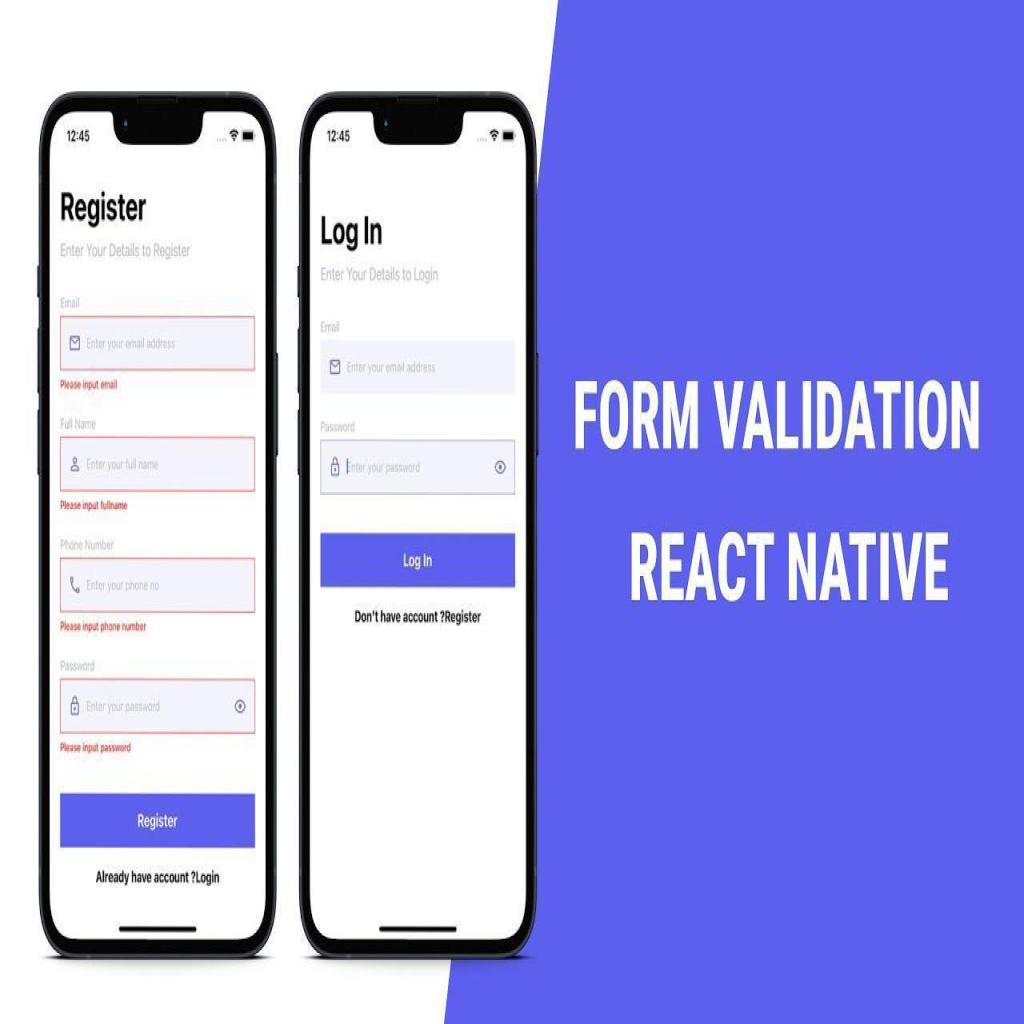 12:45
Register
Enter Your Details to Register
Email
Enter your email address
Please input email
Full Name
Enter your full name
Please input fullname
Phone Number
Enter your phone no
Please input phone number
Password
Enter your password
Please input password
Register
Already have account ?Login
12:45
Log In
Enter Your Details to Login
Email
Enter your email address
Password
Enter your password
Log In
Don't have account ?Register
FORM VALIDATION
REACT NATIVE